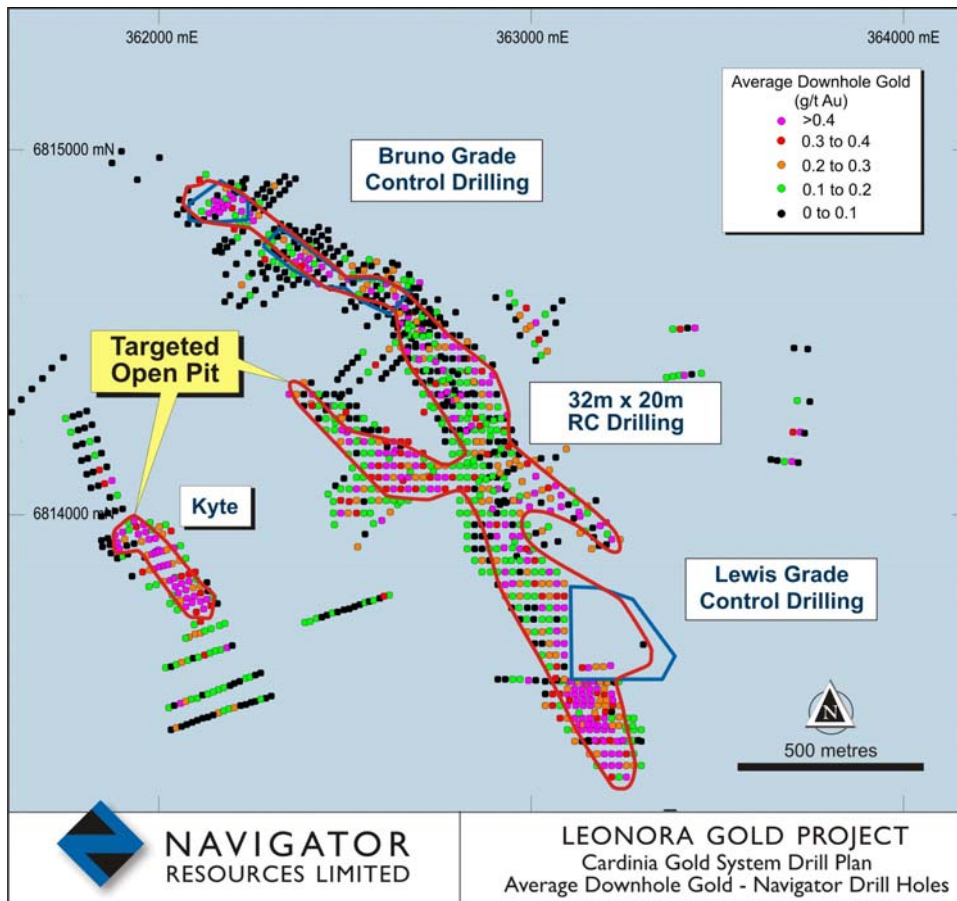 362000 mE
363000 mE
364000 mE
Average Downhole Gold
(g/t Au)
>0.4
0.3 to 0.4
0.2 to 0.3
0.1 to 0.2
0 to 0.1
6815000 mN
Bruno Grade
Control Drilling
Targeted
Open Pit
32m x 20m
RC Drilling
Kyte
6814000 mN
Lewis Grade
Control Drilling
N
500 metres
NAVIGATOR
RESOURCES LIMITED
LEONORA GOLD PROJECT
Cardinia Gold System Drill Plan
Average Downhole Gold - Navigator Drill Holes